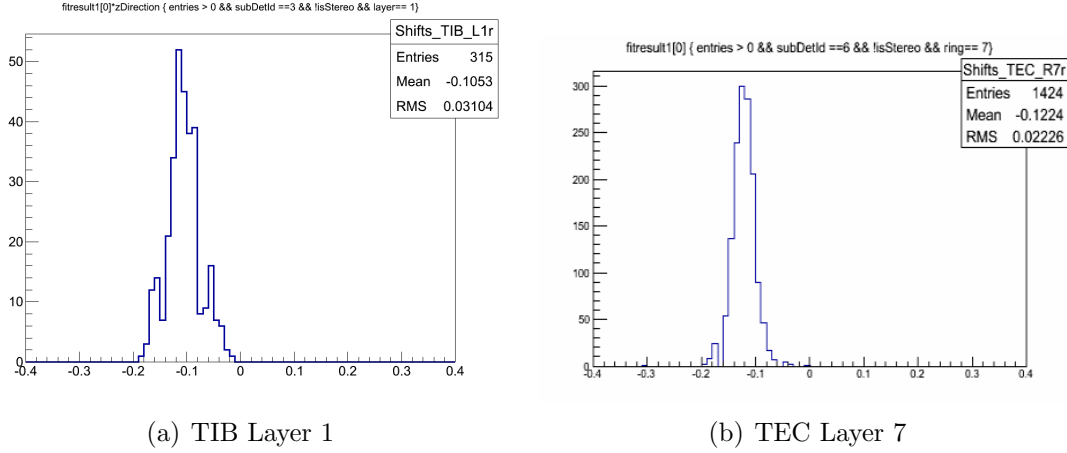 fitresult1[0]*zDirection { entries > 0 && subDetId ==3 && !isStereo && layer== 1}
Shifts_TIB_L1r
Entries 315
Mean -0.1053
RMS 0.03104
50
40
30
20
10
0
-0.4 -0.3 -0.2 -0.1 0 0.1 0.2 0.3 0.4
(a) TIB Layer 1
fitresult1[0] { entries > 0 && subDetId ==6 && !isStereo && ring== 7}
Shifts_TEC_R7r
Entries 1424
Mean -0.1224
RMS 0.02226
300
250
200
150
100
50
0
-0.4 -0.3 -0.2 -0.1 0 0.1 0.2 0.3 0.4
(b) TEC Layer 7